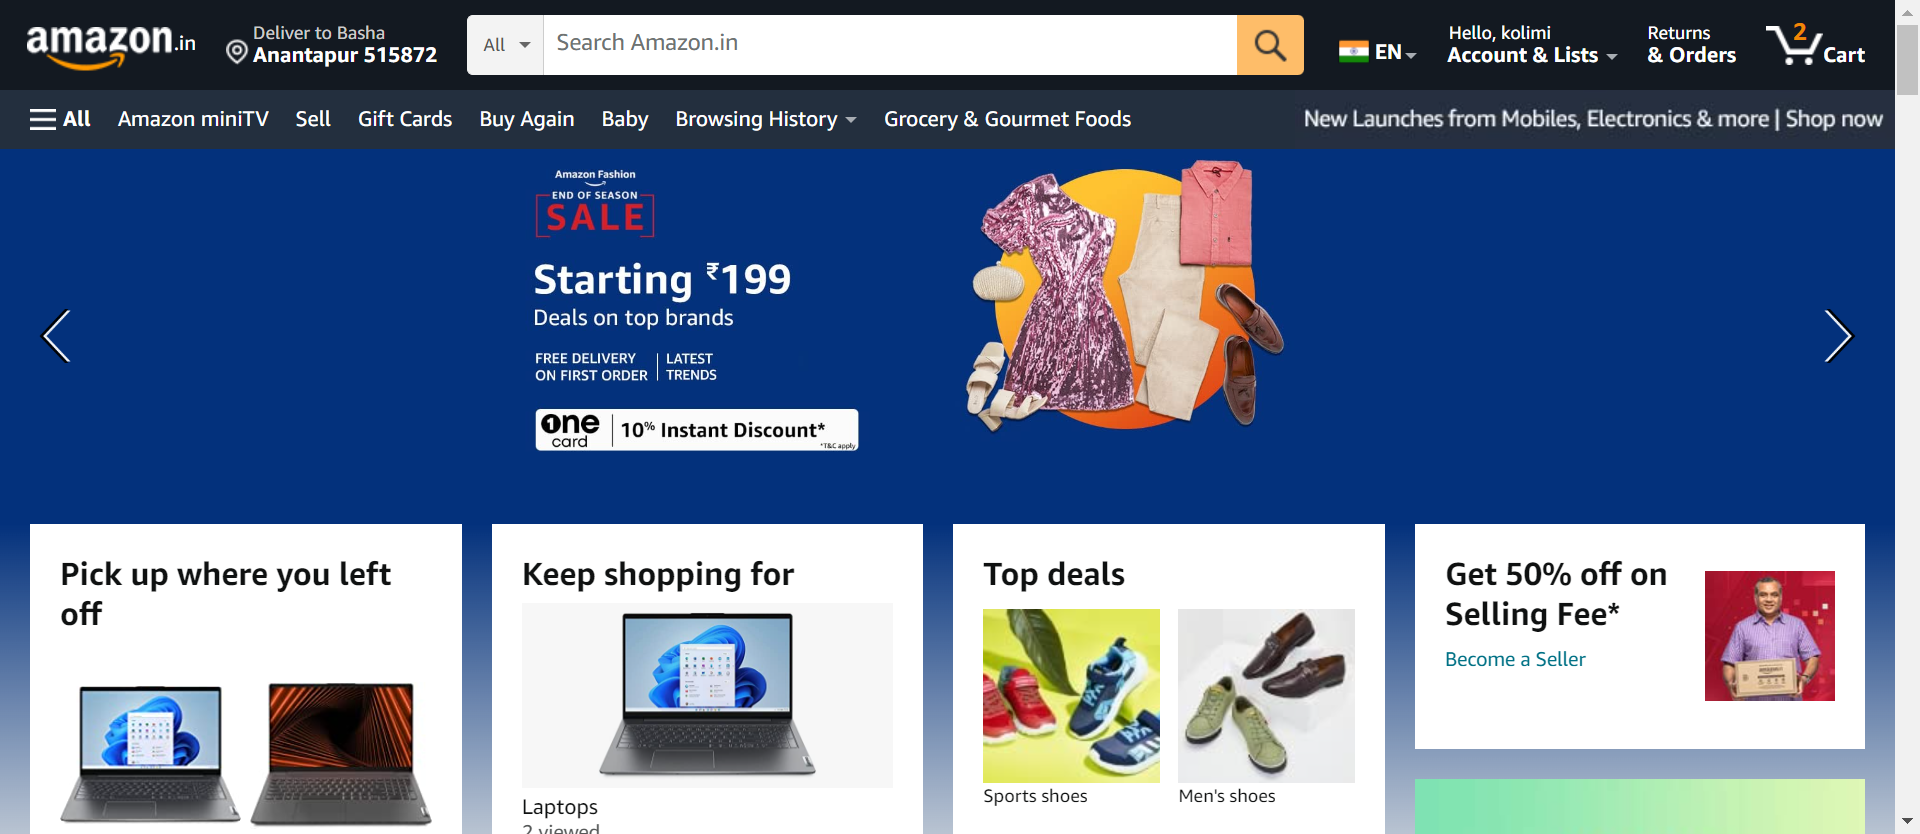 amazon.in
Deliver to Basha
Anantapur 515872
All
Search Amazon.in
EN
Hello, kolimi
Account & Lists
Returns
& Orders
2
Cart
All
Amazon miniTV
Sell
Gift Cards
Buy Again
Baby
Browsing History
Grocery & Gourmet Foods
New Launches from Mobiles, Electronics & more | Shop now
Amazon Fashion
END OF SEASON
SALE
Starting ₹199
Deals on top brands
FREE DELIVERY
ON FIRST ORDER
LATEST
TRENDS
one
card
10% Instant Discount*
*T&C apply
Pick up where you left
off
Keep shopping for
Laptops
2 viewed
Top deals
Sports shoes
Men's shoes
Get 50% off on
Selling Fee*
Become a Seller